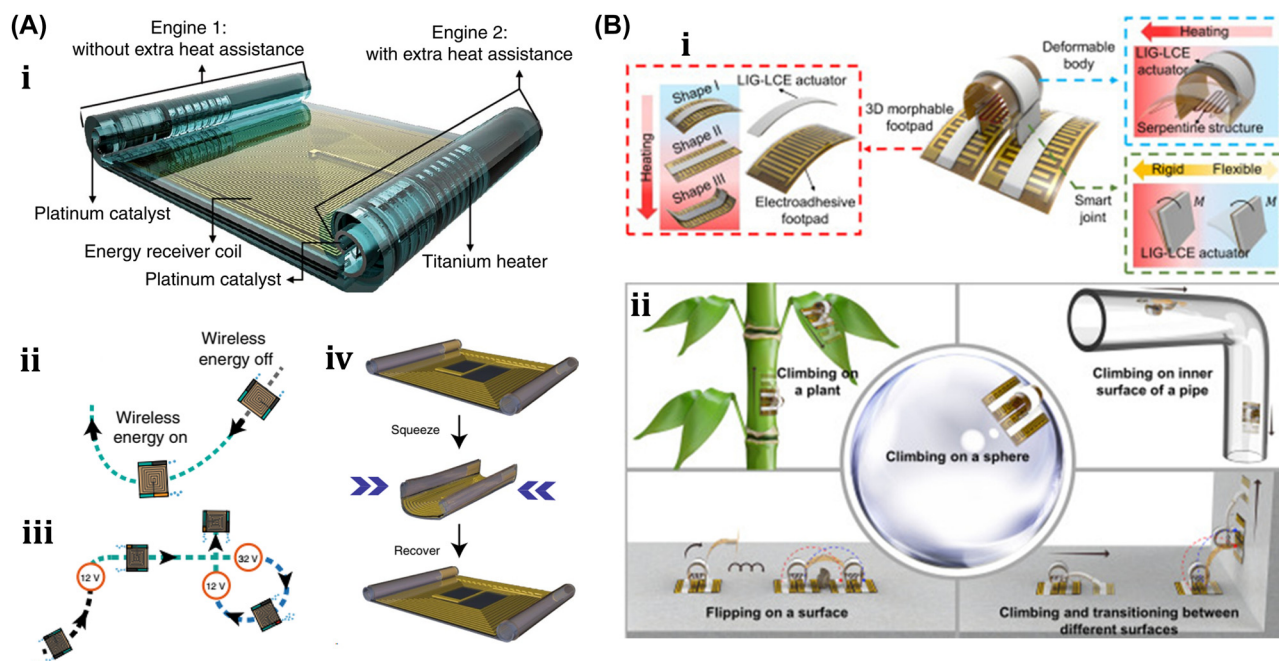 (A)
Engine 1:
without extra heat assistance
Engine 2:
with extra heat assistance
i
Platinum catalyst
Energy receiver coil
Platinum catalyst
Titanium heater
ii
Wireless
energy off
Wireless
energy on
iii
12 V
12 V
32 V
iv
Squeeze
Recover
(B)
i
Heating
Shape I
Shape II
Shape III
LIG-LCE actuator
Electroadhesive
footpad
3D morphable
footpad
Deformable
body
Heating
LIG-LCE
actuator
Serpentine structure
Smart
joint
Rigid
Flexible
M
M
LIG-LCE actuator
ii
Climbing on
a plant
Climbing on inner
surface of a pipe
Climbing on a sphere
Flipping on a surface
Climbing and transitioning between
different surfaces